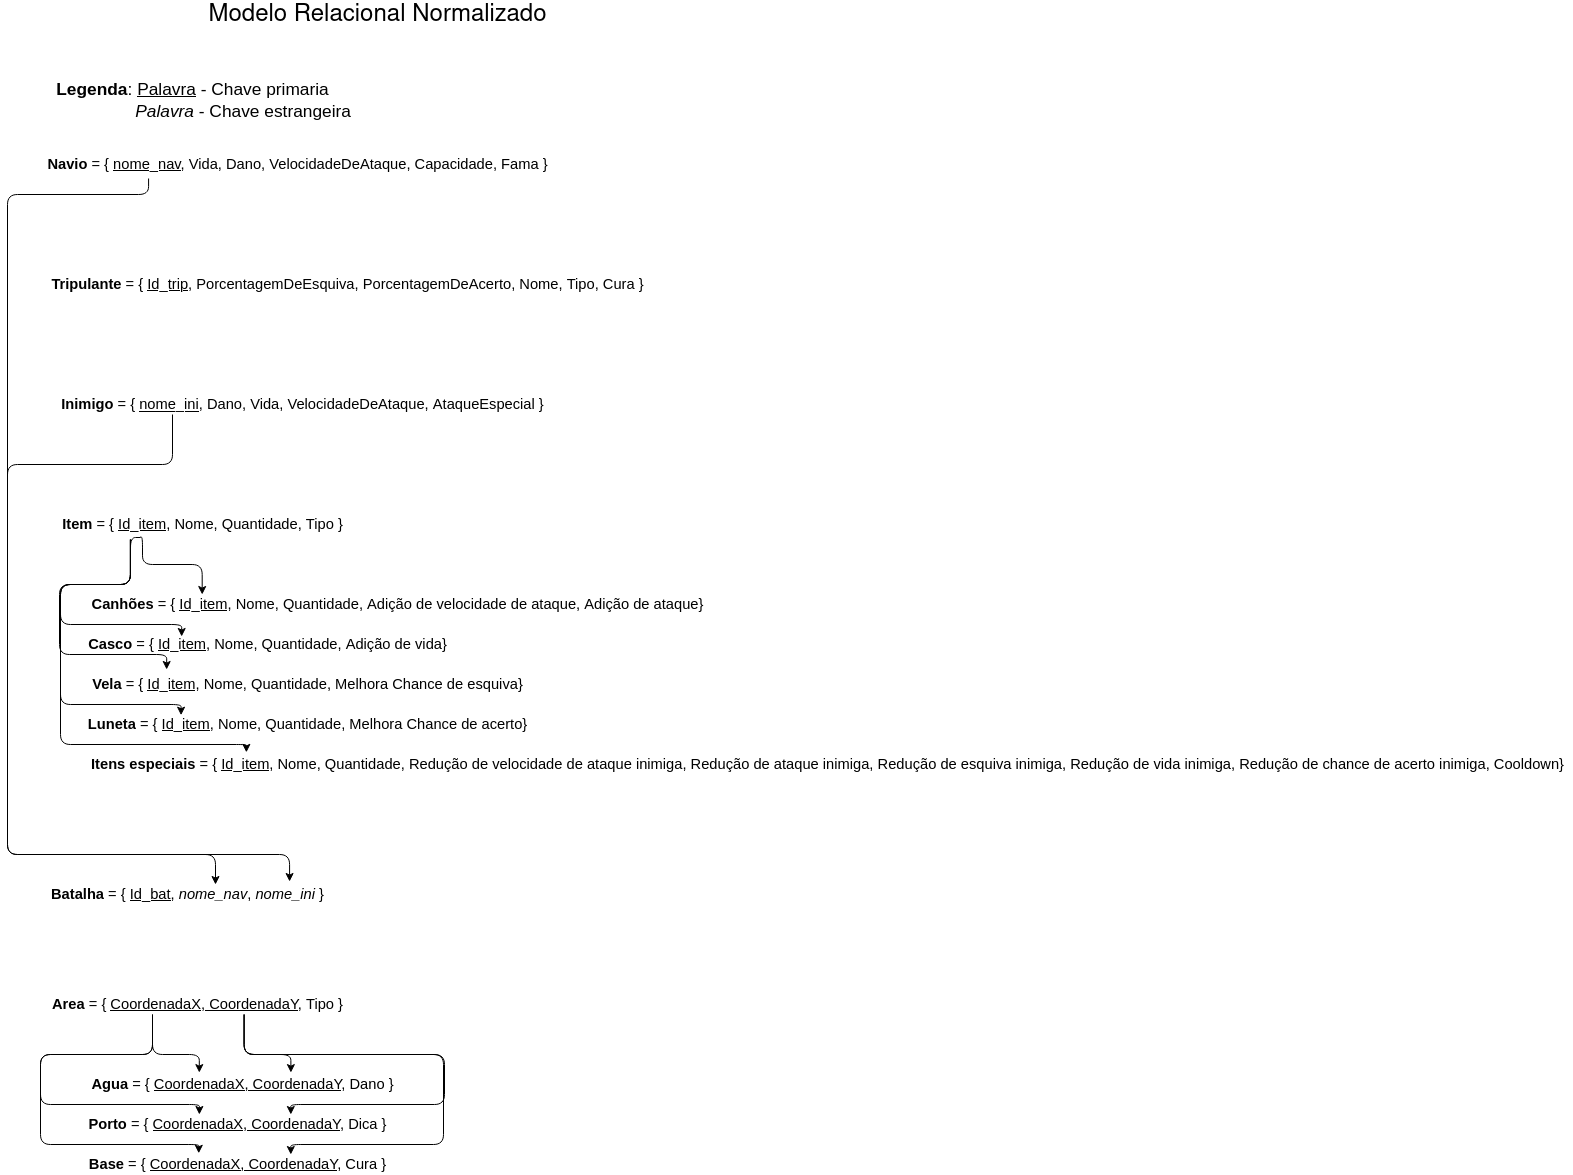 Modelo Relacional Normalizado
Legenda: Palavra - Chave primaria
Palavra - Chave estrangeira
Navio = { nome_nav, Vida, Dano, VelocidadeDeAtaque, Capacidade, Fama }
Tripulante = { Id_trip, PorcentagemDeEsquiva, PorcentagemDeAcerto, Nome, Tipo, Cura }
Inimigo = { nome_ini, Dano, Vida, VelocidadeDeAtaque, AtaqueEspecial }
Item = { Id_item, Nome, Quantidade, Tipo }
Canhões = { Id_item, Nome, Quantidade, Adição de velocidade de ataque, Adição de ataque}
Casco = { Id_item, Nome, Quantidade, Adição de vida}
Vela = { Id_item, Nome, Quantidade, Melhora Chance de esquiva}
Luneta = { Id_item, Nome, Quantidade, Melhora Chance de acerto}
Itens especiais = { Id_item, Nome, Quantidade, Redução de velocidade de ataque inimiga, Redução de ataque inimiga, Redução de esquiva inimiga, Redução de vida inimiga, Redução de chance de acerto inimiga, Cooldown}
Batalha = { Id_bat, nome_nav, nome_ini }
Area = { CoordenadaX, CoordenadaY, Tipo }
Agua = { CoordenadaX, CoordenadaY, Dano }
Porto = { CoordenadaX, CoordenadaY, Dica }
Base = { CoordenadaX, CoordenadaY, Cura }